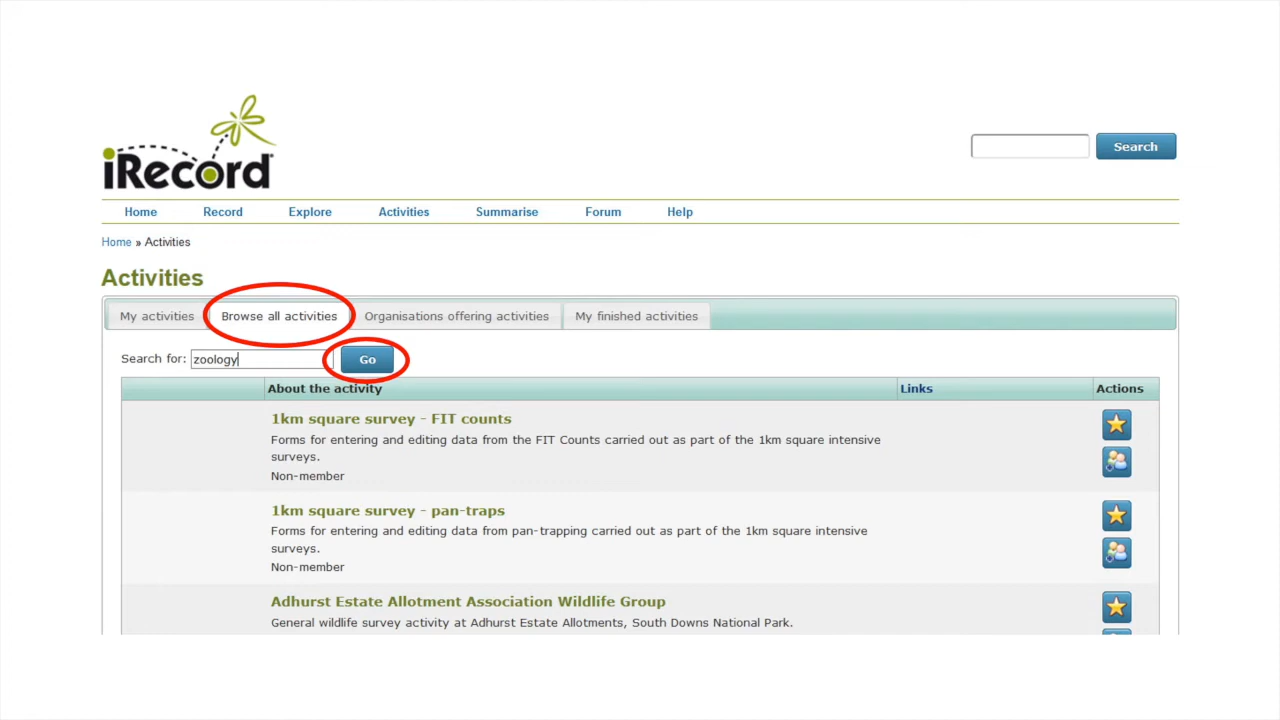 iRecord
Search
Home Record Explore Activities Summarise Forum Help
Home » Activities
Activities
My activities Browse all activities Organisations offering activities My finished activities
Search for: zoology Go
About the activity Links Actions
1km square survey - FIT counts
Forms for entering and editing data from the FIT Counts carried out as part of the 1km square intensive
surveys.
Non-member
1km square survey - pan-traps
Forms for entering and editing data from pan-trapping carried out as part of the 1km square intensive
surveys.
Non-member
Adhurst Estate Allotment Association Wildlife Group
General wildlife survey activity at Adhurst Estate Allotments, South Downs National Park.